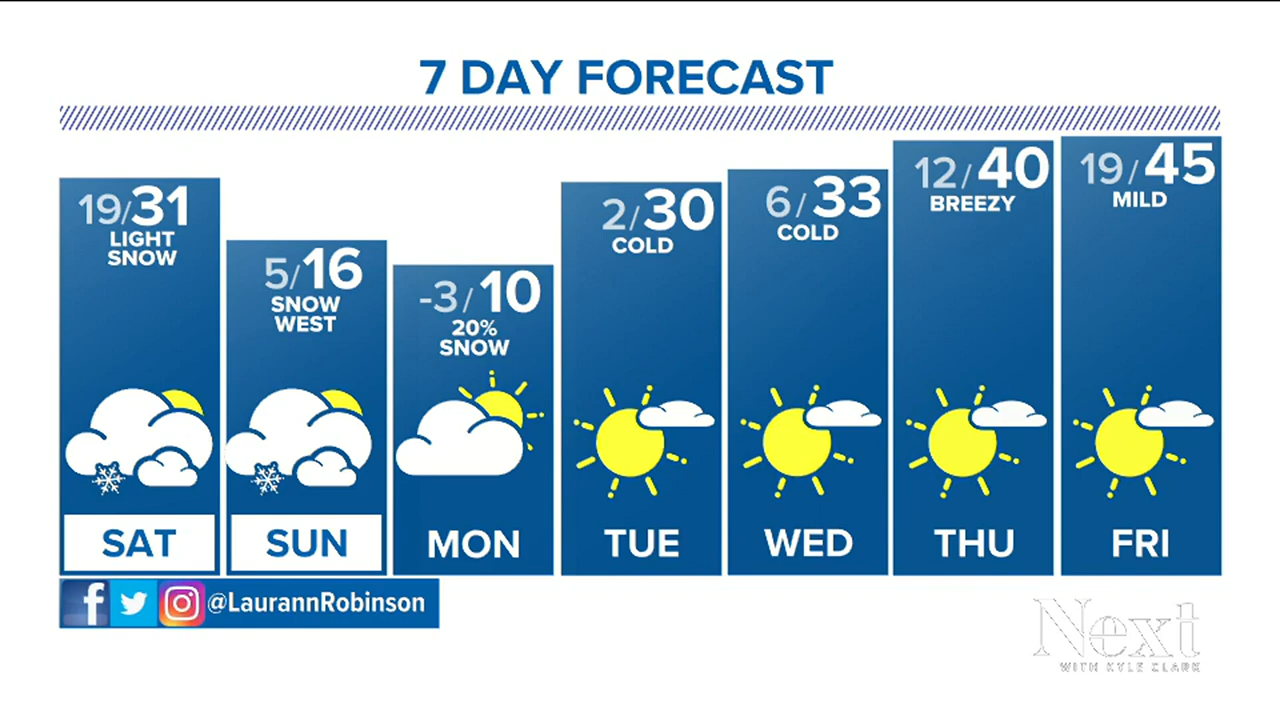 7 DAY FORECAST
19/31
LIGHT
SNOW
SAT
5/16
SNOW
WEST
SUN
-3/10
20%
SNOW
MON
2/30
COLD
TUE
6/33
COLD
WED
12/40
BREEZY
THU
19/45
MILD
FRI
f @LaurannRobinson
Next
WITH KYLE CLARK